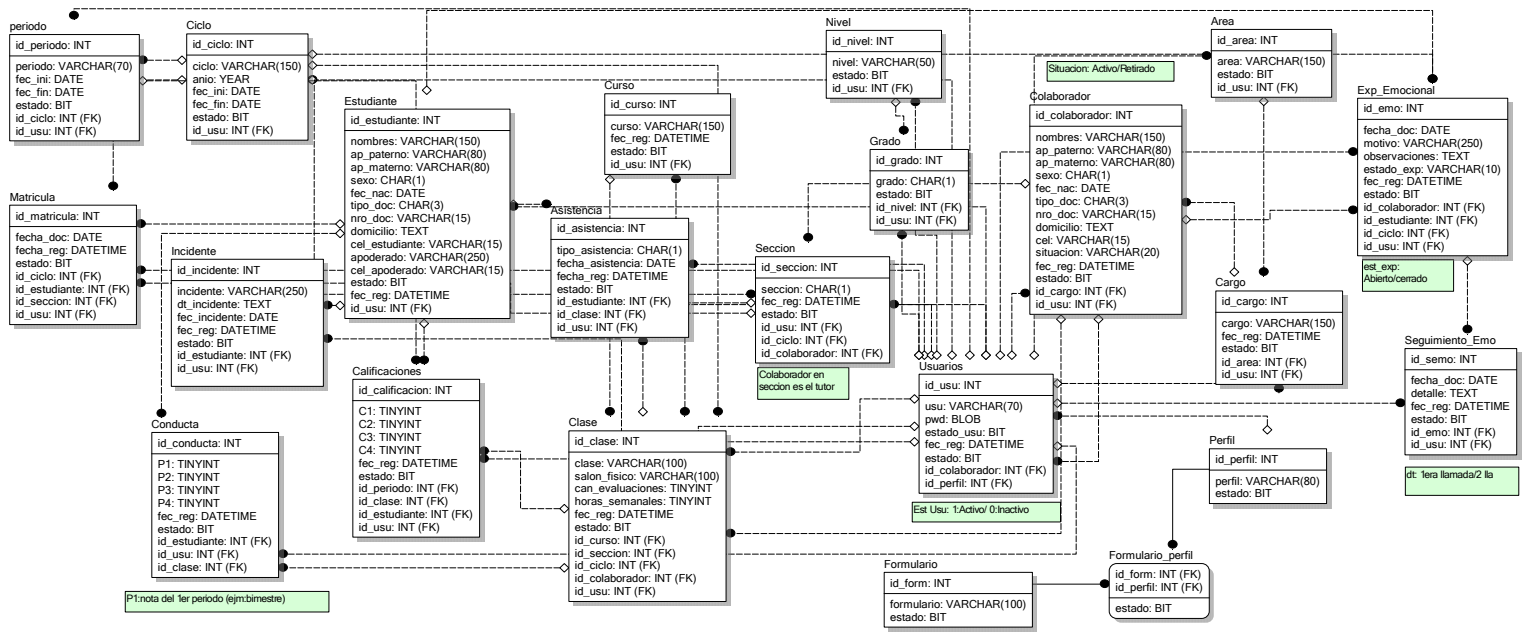 periodo
id_periodo: INT
periodo: VARCHAR(70)
fec_ini: DATE
fec_fin: DATE
estado: BIT
id_ciclo: INT (FK)
id_usu: INT (FK)
Ciclo
id_ciclo: INT
ciclo: VARCHAR(150)
anio: YEAR
fec_ini: DATE
fec_fin: DATE
estado: BIT
id_usu: INT (FK)
Estudiante
id_estudiante: INT
nombres: VARCHAR(150)
ap_paterno: VARCHAR(80)
ap_materno: VARCHAR(80)
sexo: CHAR(1)
fec_nac: DATE
tipo_doc: CHAR(3)
nro_doc: VARCHAR(15)
domicilio: TEXT
cel_estudiante: VARCHAR(15)
apoderado: VARCHAR(250)
cel_apoderado: VARCHAR(15)
estado: BIT
fec_reg: DATETIME
id_usu: INT (FK)
Curso
id_curso: INT
curso: VARCHAR(150)
fec_reg: DATETIME
estado: BIT
id_usu: INT (FK)
Nivel
id_nivel: INT
nivel: VARCHAR(50)
estado: BIT
id_usu: INT (FK)
Grado
id_grado: INT
grado: CHAR(1)
estado: BIT
id_nivel: INT (FK)
id_usu: INT (FK)
Situacion: Activo/Retirado
Colaborador
id_colaborador: INT
nombres: VARCHAR(150)
ap_paterno: VARCHAR(80)
ap_materno: VARCHAR(80)
sexo: CHAR(1)
fec_nac: DATE
tipo_doc: CHAR(3)
nro_doc: VARCHAR(15)
domicilio: TEXT
cel: VARCHAR(15)
situacion: VARCHAR(20)
fec_reg: DATETIME
estado: BIT
id_cargo: INT (FK)
id_usu: INT (FK)
Area
id_area: INT
area: VARCHAR(150)
estado: BIT
id_usu: INT (FK)
Exp_Emocional
id_emo: INT
fecha_doc: DATE
motivo: VARCHAR(250)
observaciones: TEXT
estado_exp: VARCHAR(10)
fec_reg: DATETIME
estado: BIT
id_colaborador: INT (FK)
id_estudiante: INT (FK)
id_ciclo: INT (FK)
id_usu: INT (FK)
est_exp:
Abierto/cerrado
Matricula
id_matricula: INT
fecha_doc: DATE
fecha_reg: DATETIME
estado: BIT
id_ciclo: INT (FK)
id_estudiante: INT (FK)
id_seccion: INT (FK)
id_usu: INT (FK)
Incidente
id_incidente: INT
incidente: VARCHAR(250)
dt_incidente: TEXT
fec_incidente: DATE
fec_reg: DATETIME
estado: BIT
id_estudiante: INT (FK)
id_usu: INT (FK)
Asistencia
id_asistencia: INT
tipo_asistencia: CHAR(1)
fecha_asistencia: DATE
fecha_reg: DATETIME
estado: BIT
id_estudiante: INT (FK)
id_clase: INT (FK)
id_usu: INT (FK)
Seccion
id_seccion: INT
seccion: CHAR(1)
fec_reg: DATETIME
estado: BIT
id_usu: INT (FK)
id_ciclo: INT (FK)
id_colaborador: INT (FK)
Colaborador en
seccion es el tutor
Cargo
id_cargo: INT
cargo: VARCHAR(150)
fec_reg: DATETIME
estado: BIT
id_area: INT (FK)
id_usu: INT (FK)
Seguimiento_Emo
id_semo: INT
fecha_doc: DATE
detalle: TEXT
fec_reg: DATETIME
estado: BIT
id_emo: INT (FK)
id_usu: INT (FK)
dt: 1era llamada/2 lla
Calificaciones
id_calificacion: INT
C1: TINYINT
C2: TINYINT
C3: TINYINT
C4: TINYINT
fec_reg: DATETIME
estado: BIT
id_periodo: INT (FK)
id_clase: INT (FK)
id_estudiante: INT (FK)
id_usu: INT (FK)
Conducta
id_conducta: INT
P1: TINYINT
P2: TINYINT
P3: TINYINT
P4: TINYINT
fec_reg: DATETIME
estado: BIT
id_estudiante: INT (FK)
id_usu: INT (FK)
id_clase: INT (FK)
P1:nota del 1er periodo (ejm:bimestre)
Clase
id_clase: INT
clase: VARCHAR(100)
salon_fisico: VARCHAR(100)
can_evaluaciones: TINYINT
horas_semanales: TINYINT
fec_reg: DATETIME
estado: BIT
id_curso: INT (FK)
id_seccion: INT (FK)
id_ciclo: INT (FK)
id_colaborador: INT (FK)
id_usu: INT (FK)
Usuarios
id_usu: INT
usu: VARCHAR(70)
pwd: BLOB
estado_usu: BIT
fec_reg: DATETIME
estado: BIT
id_colaborador: INT (FK)
id_perfil: INT (FK)
Est Usu: 1:Activo/ 0:Inactivo
Perfil
id_perfil: INT
perfil: VARCHAR(80)
estado: BIT
Formulario
id_form: INT
formulario: VARCHAR(100)
estado: BIT
Formulario_perfil
id_form: INT (FK)
id_perfil: INT (FK)
estado: BIT